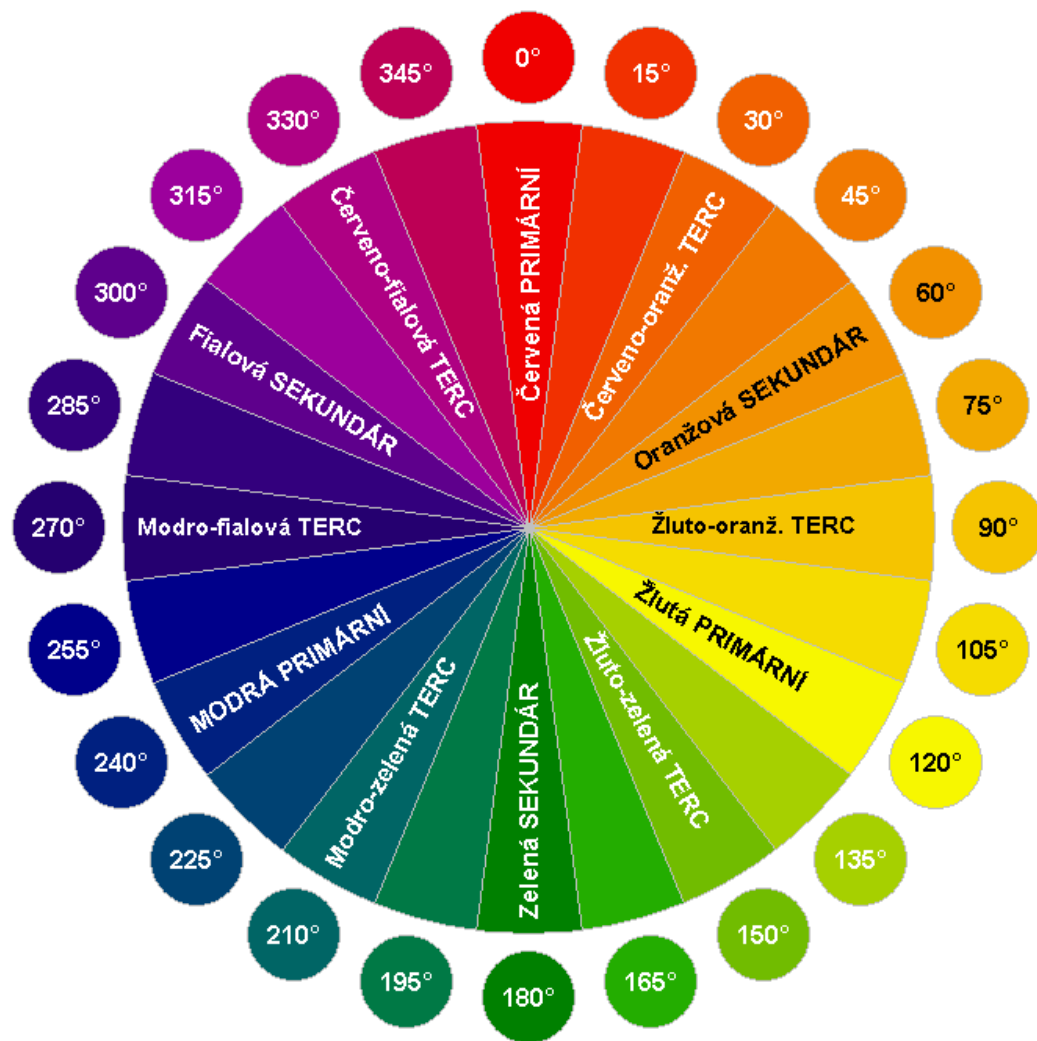 0°
15°
30°
45°
60°
75°
90°
105°
120°
135°
150°
165°
180°
195°
210°
225°
240°
255°
270°
285°
300°
315°
330°
345°
Červená PRIMÁRNÍ
Červeno-oranž. TERC
Oranžová SEKUNDÁR
Žluto-oranž. TERC
Žlutá PRIMÁRNÍ
Žluto-zelená TERC
Zelená SEKUNDÁR
Modro-zelená TERC
MODRÁ PRIMÁRNÍ
Modro-fialová TERC
Fialová SEKUNDÁR
Červeno-fialová TERC